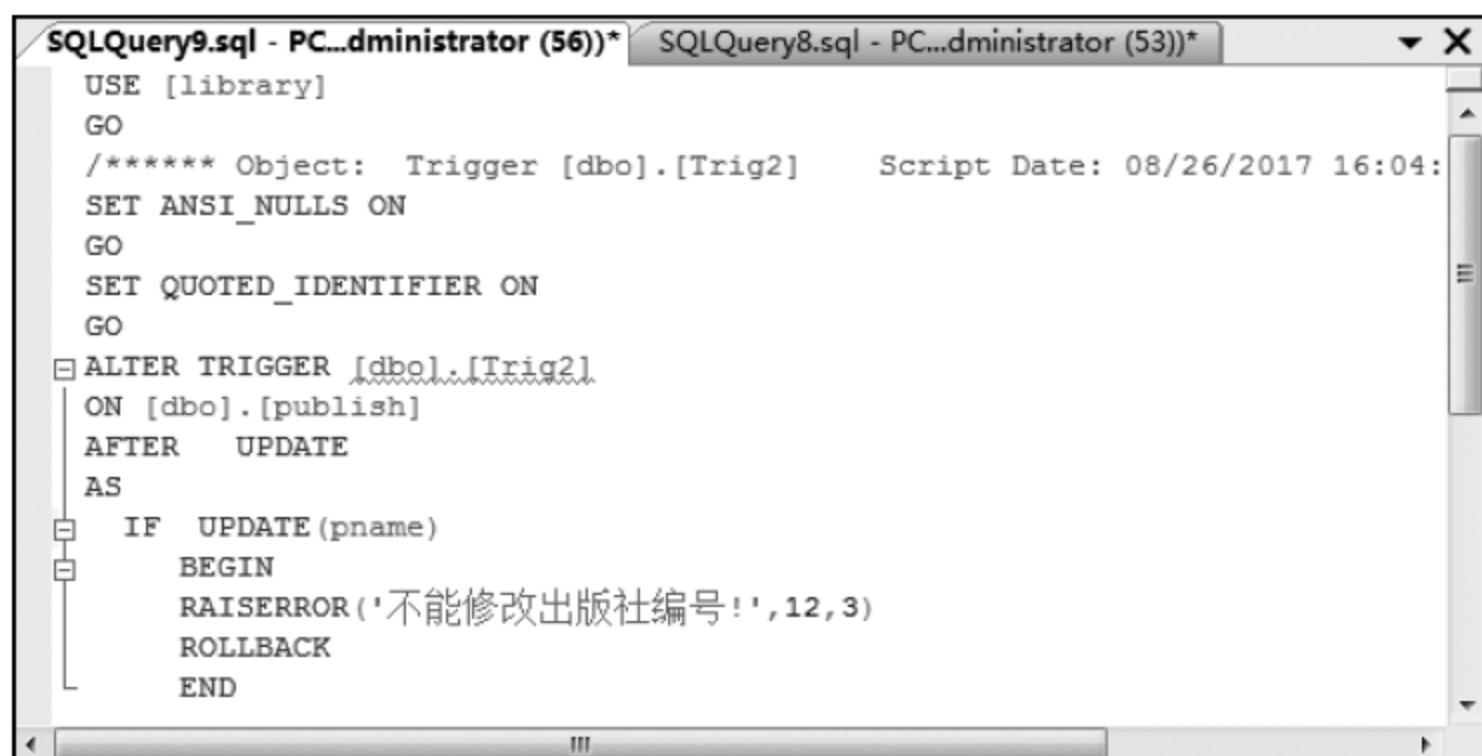 SQLQuery9.sql - PC...dministrator (56))* SQLQuery8.sql - PC...dministrator (53))*
USE [library]
GO
/****** Object:  Trigger [dbo].[Trig2]    Script Date: 08/26/2017 16:04:
SET ANSI_NULLS ON
GO
SET QUOTED_IDENTIFIER ON
GO
ALTER TRIGGER [dbo].[Trig2]
ON [dbo].[publish]
AFTER   UPDATE
AS
  IF  UPDATE(pname)
     BEGIN
     RAISERROR('不能修改出版社编号!',12,3)
     ROLLBACK
     END